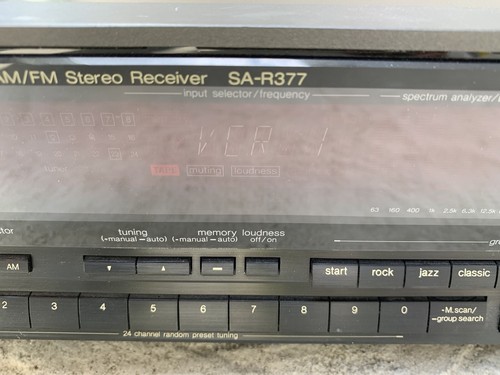 AM/FM Stereo Receiver SA-R377
input selector/frequency
spectrum analyzer/
VCR 1
muting loudness
63 160 400 1k 2.5k 6.3k
tuning
(-manual-auto)
memory
(-manual-auto)
loudness
off/on
AM
start rock jazz classic
2 3 4 5 6 7 8 9 0
-M.scan/
-group search
24 channel random preset tuning